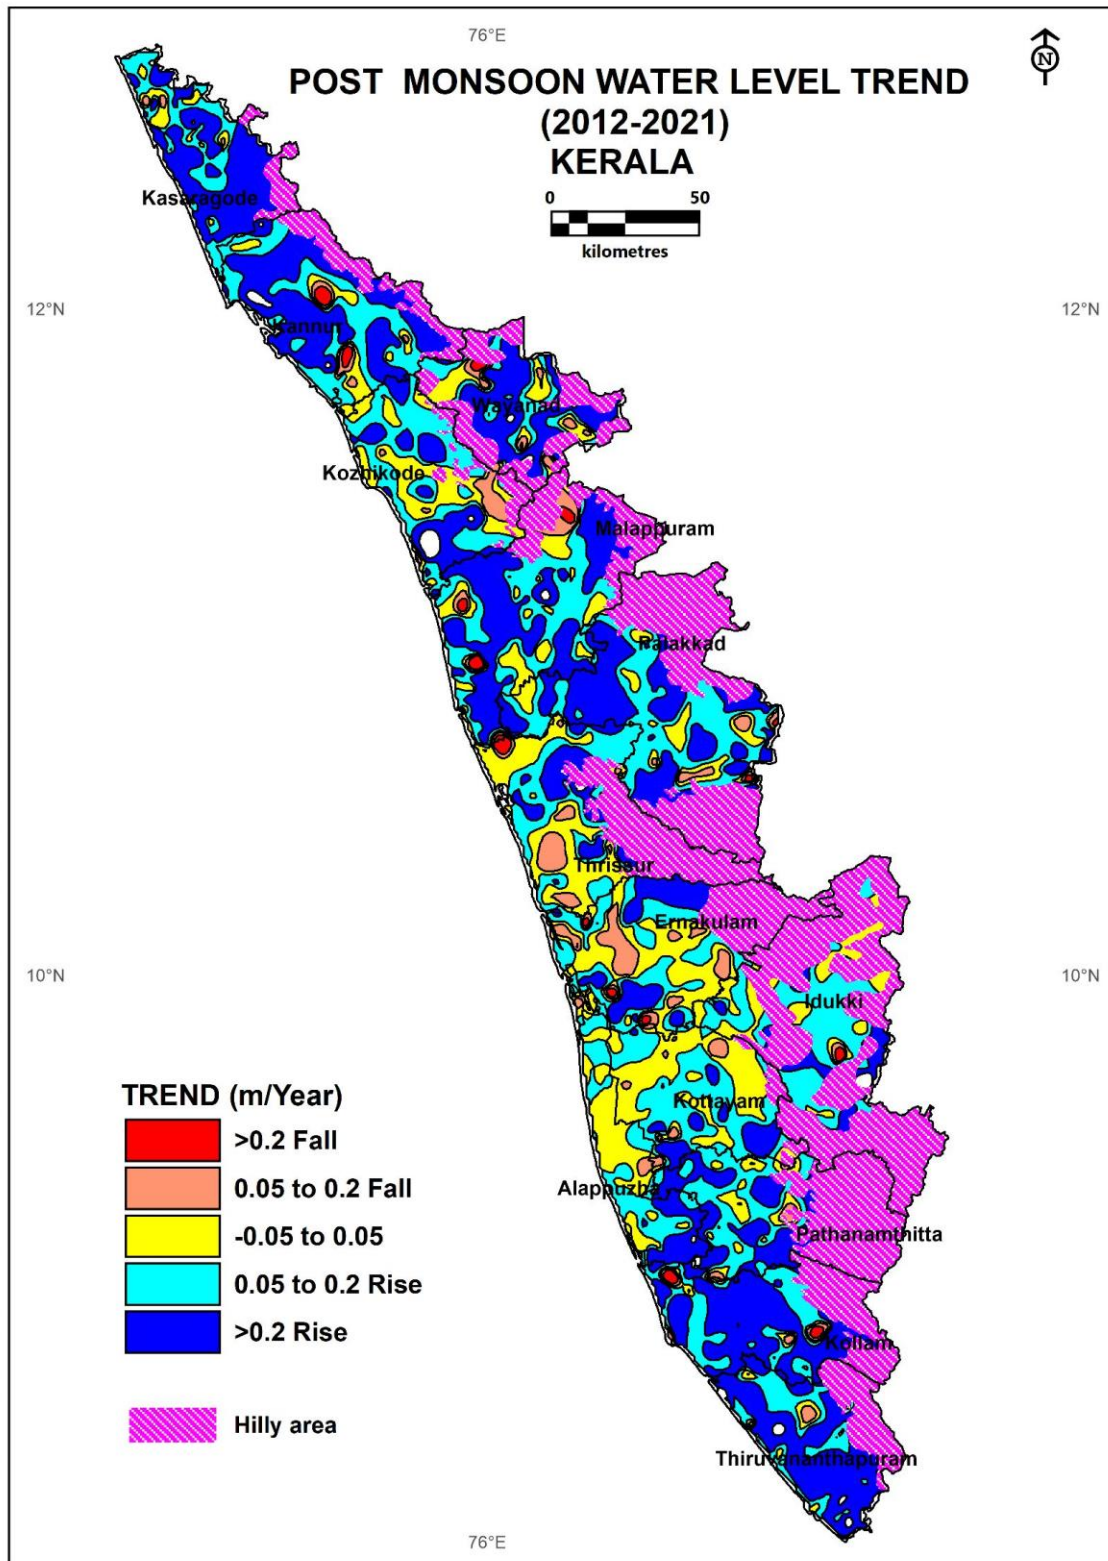 76°E
N
POST MONSOON WATER LEVEL TREND
(2012-2021)
KERALA
0 50
kilometres
Kasaragode
12°N 12°N
Kannur
Wayanad
Kozhikode
Malappuram
Palakkad
Thrissur
Ernakulam
10°N 10°N
Idukki
TREND (m/Year)
>0.2 Fall
0.05 to 0.2 Fall
-0.05 to 0.05
0.05 to 0.2 Rise
>0.2 Rise
Hilly area
Kottayam
Alappuzha
Pathanamthitta
Kollam
Thiruvananthapuram
76°E